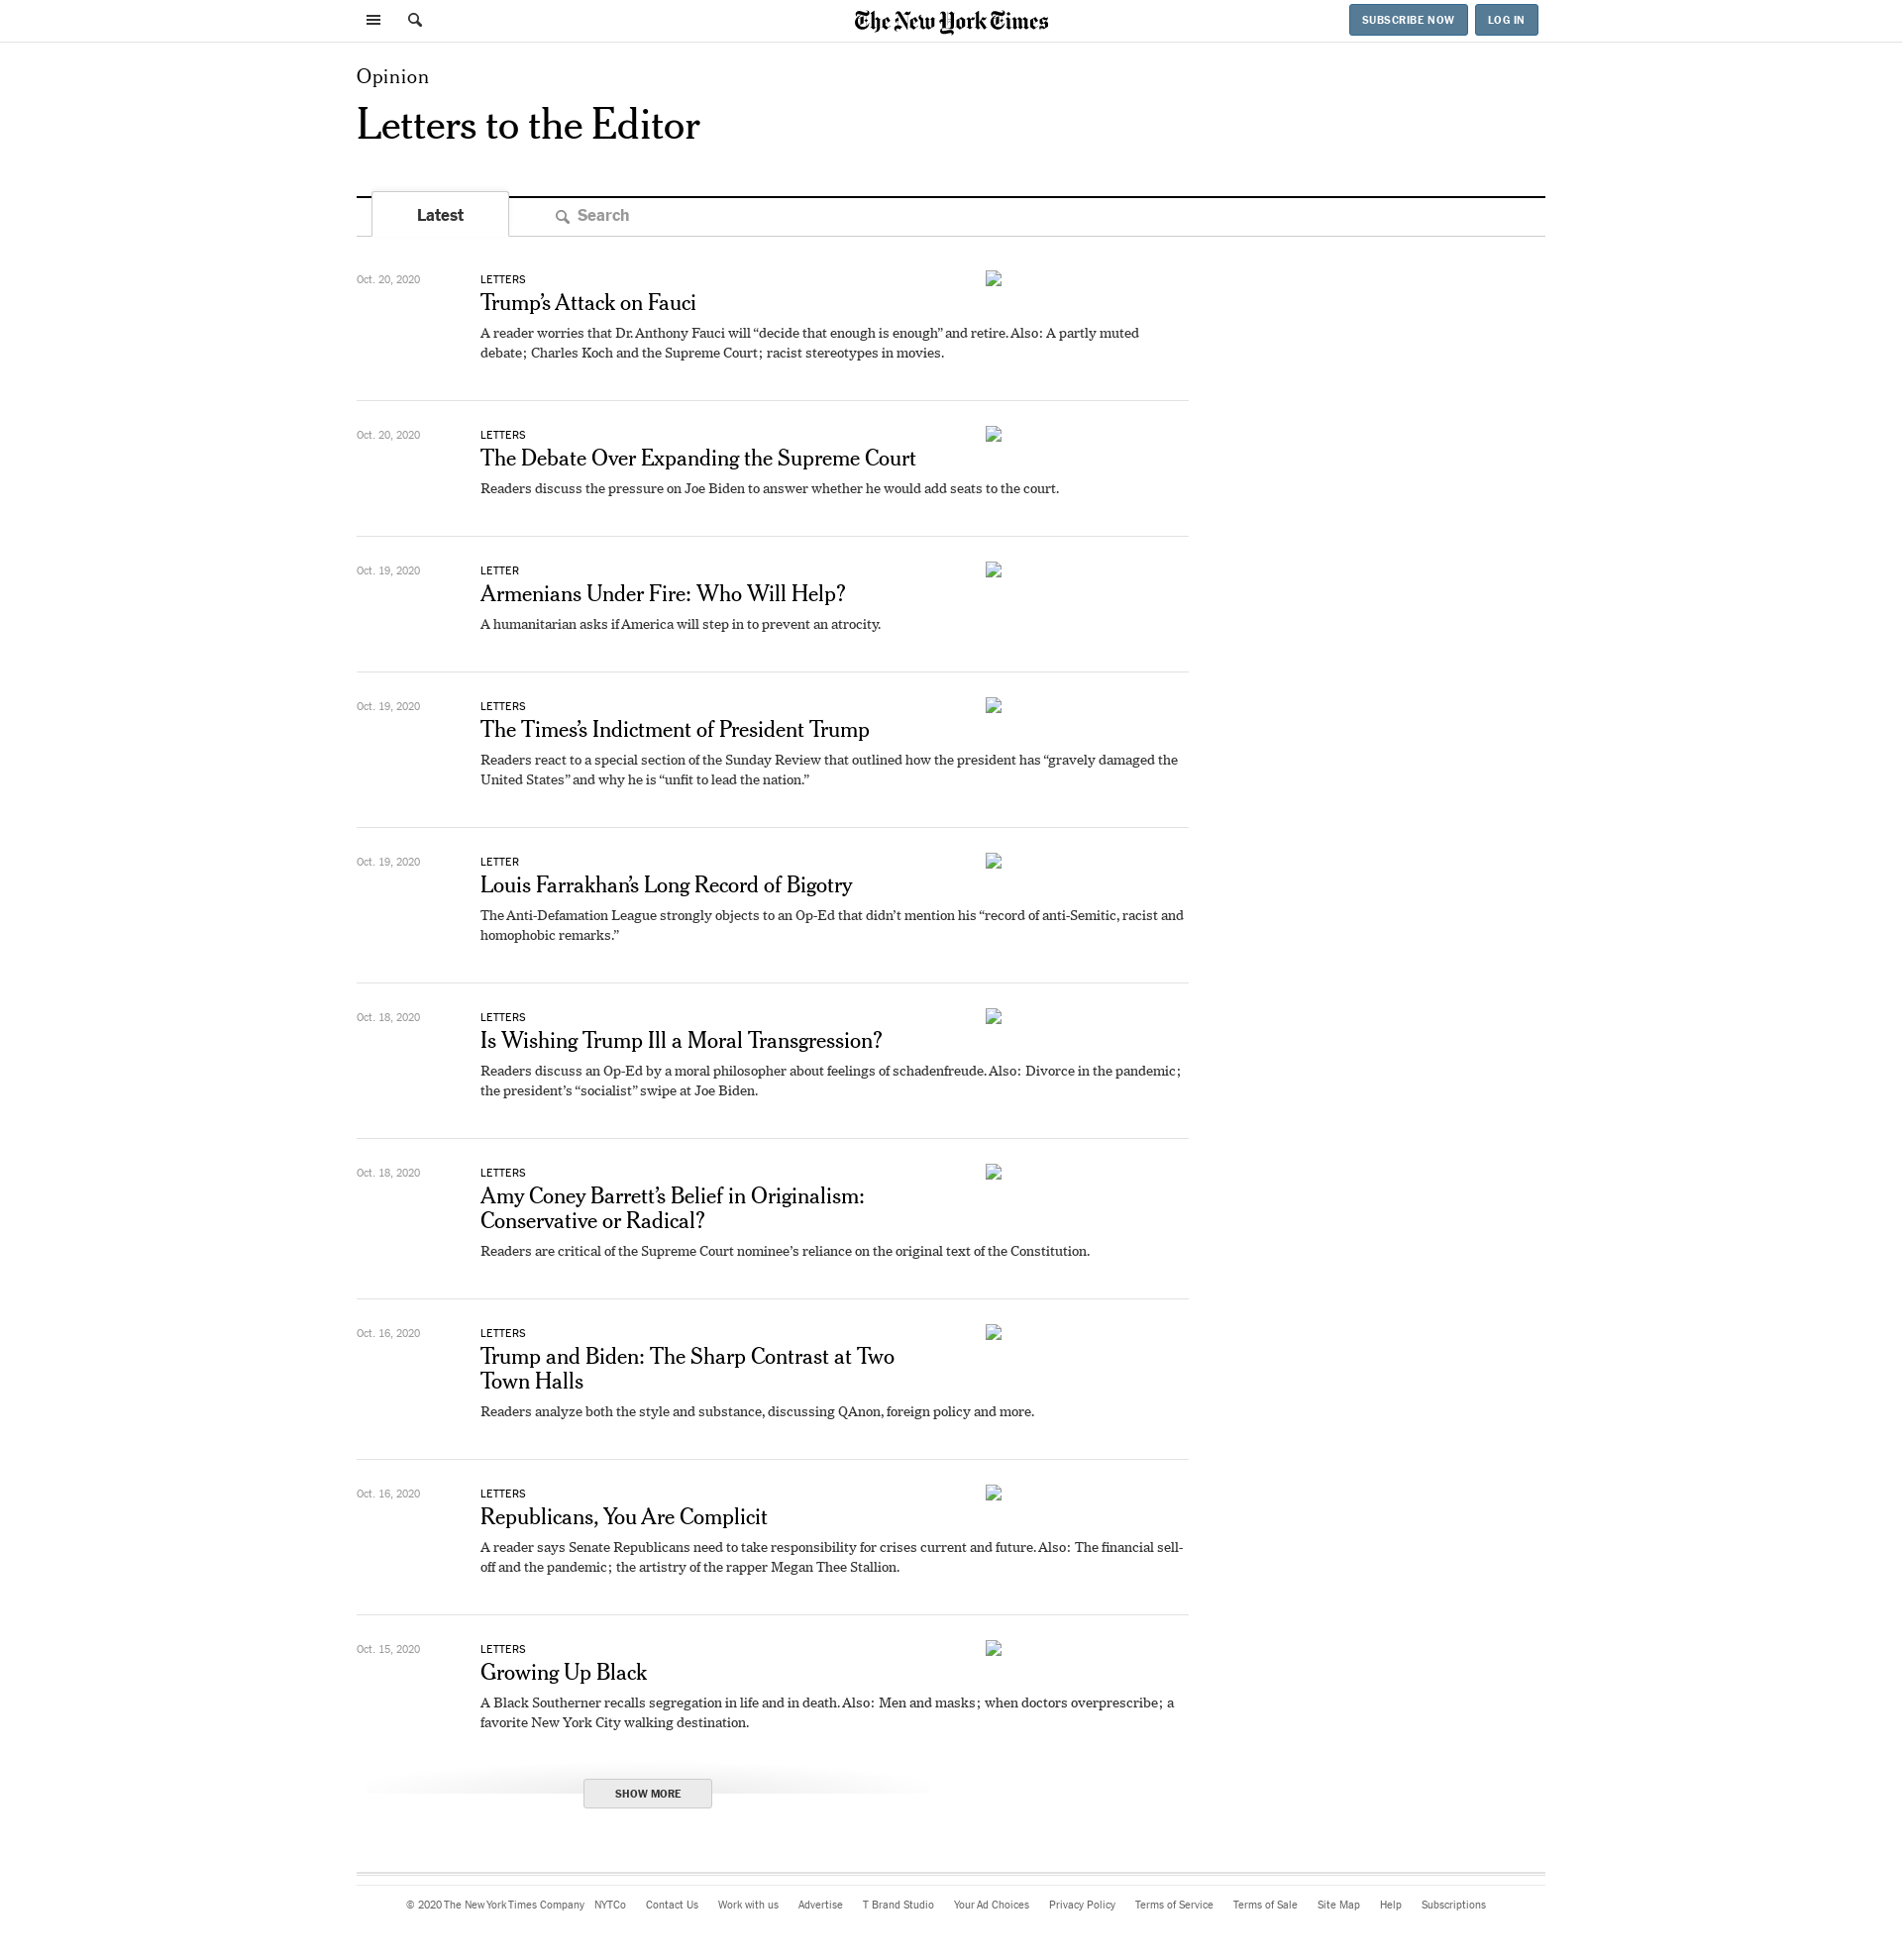 The New York Times
SUBSCRIBE NOW
LOG IN
Opinion
Letters to the Editor
Latest
Search
Oct. 20, 2020
LETTERS
Trump’s Attack on Fauci
A reader worries that Dr. Anthony Fauci will “decide that enough is enough” and retire. Also: A partly muted
debate; Charles Koch and the Supreme Court; racist stereotypes in movies.
Oct. 20, 2020
LETTERS
The Debate Over Expanding the Supreme Court
Readers discuss the pressure on Joe Biden to answer whether he would add seats to the court.
Oct. 19, 2020
LETTER
Armenians Under Fire: Who Will Help?
A humanitarian asks if America will step in to prevent an atrocity.
Oct. 19, 2020
LETTERS
The Times’s Indictment of President Trump
Readers react to a special section of the Sunday Review that outlined how the president has “gravely damaged the
United States” and why he is “unfit to lead the nation.”
Oct. 19, 2020
LETTER
Louis Farrakhan’s Long Record of Bigotry
The Anti-Defamation League strongly objects to an Op-Ed that didn’t mention his “record of anti-Semitic, racist and
homophobic remarks.”
Oct. 18, 2020
LETTERS
Is Wishing Trump Ill a Moral Transgression?
Readers discuss an Op-Ed by a moral philosopher about feelings of schadenfreude. Also: Divorce in the pandemic;
the president’s “socialist” swipe at Joe Biden.
Oct. 18, 2020
LETTERS
Amy Coney Barrett’s Belief in Originalism:
Conservative or Radical?
Readers are critical of the Supreme Court nominee’s reliance on the original text of the Constitution.
Oct. 16, 2020
LETTERS
Trump and Biden: The Sharp Contrast at Two
Town Halls
Readers analyze both the style and substance, discussing QAnon, foreign policy and more.
Oct. 16, 2020
LETTERS
Republicans, You Are Complicit
A reader says Senate Republicans need to take responsibility for crises current and future. Also: The financial sell-
off and the pandemic; the artistry of the rapper Megan Thee Stallion.
Oct. 15, 2020
LETTERS
Growing Up Black
A Black Southerner recalls segregation in life and in death. Also: Men and masks; when doctors overprescribe; a
favorite New York City walking destination.
SHOW MORE
© 2020 The New York Times Company NYTCo Contact Us Work with us Advertise T Brand Studio Your Ad Choices Privacy Policy Terms of Service Terms of Sale Site Map Help Subscriptions